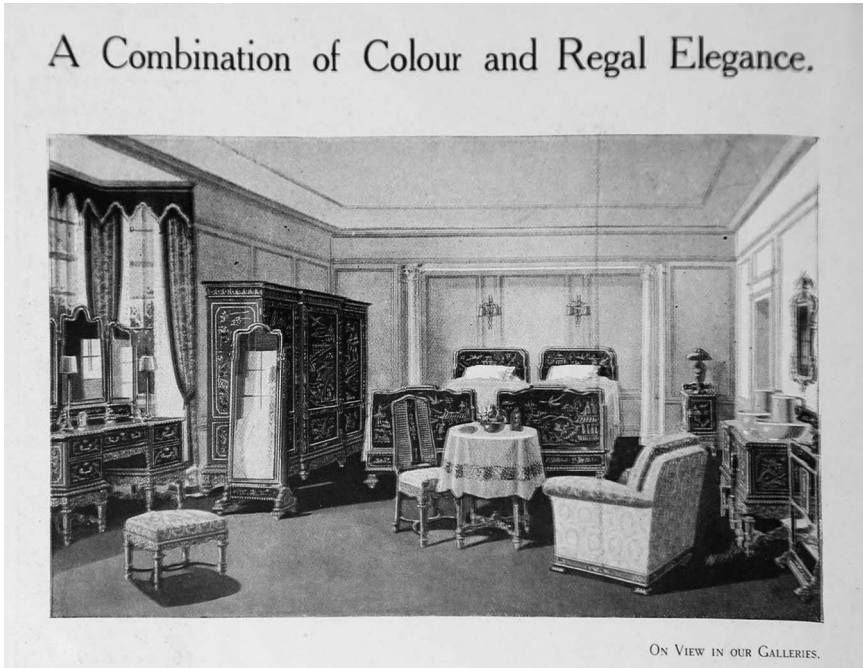 A Combination of Colour and Regal Elegance.
On View in our Galleries.